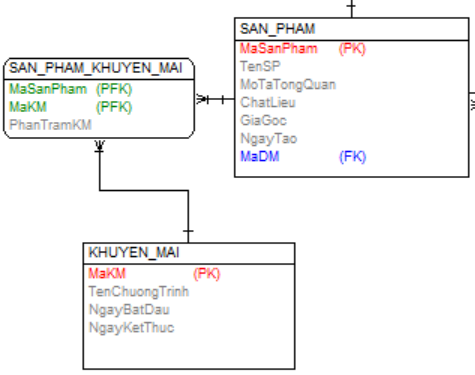 SAN_PHAM
MaSanPham (PK)
TenSP
MoTaTongQuan
ChatLieu
GiaGoc
NgayTao
MaDM (FK)
SAN_PHAM_KHUYEN_MAI
MaSanPham (PFK)
MaKM (PFK)
PhanTramKM
KHUYEN_MAI
MaKM (PK)
TenChuongTrinh
NgayBatDau
NgayKetThuc